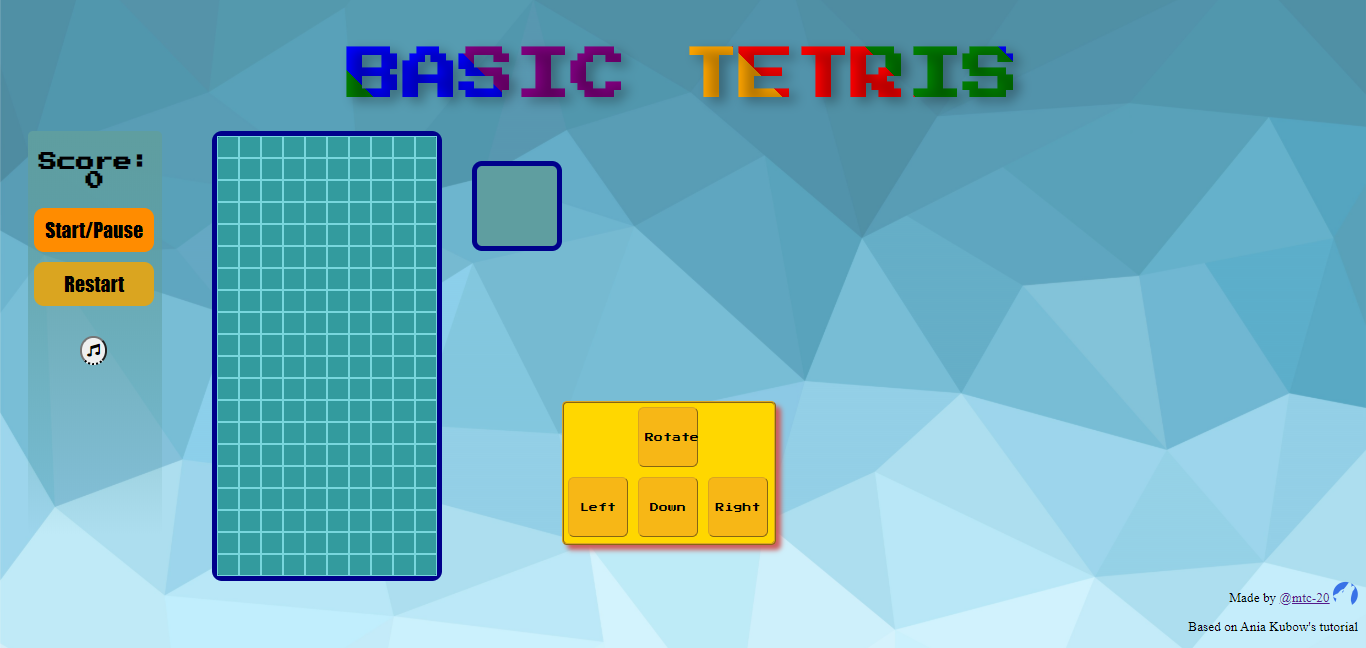 BASIC TETRIS
Score:
0
Start/Pause
Restart
Rotate
Left Down Right
Made by @mtc-20
Based on Ania Kubow's tutorial